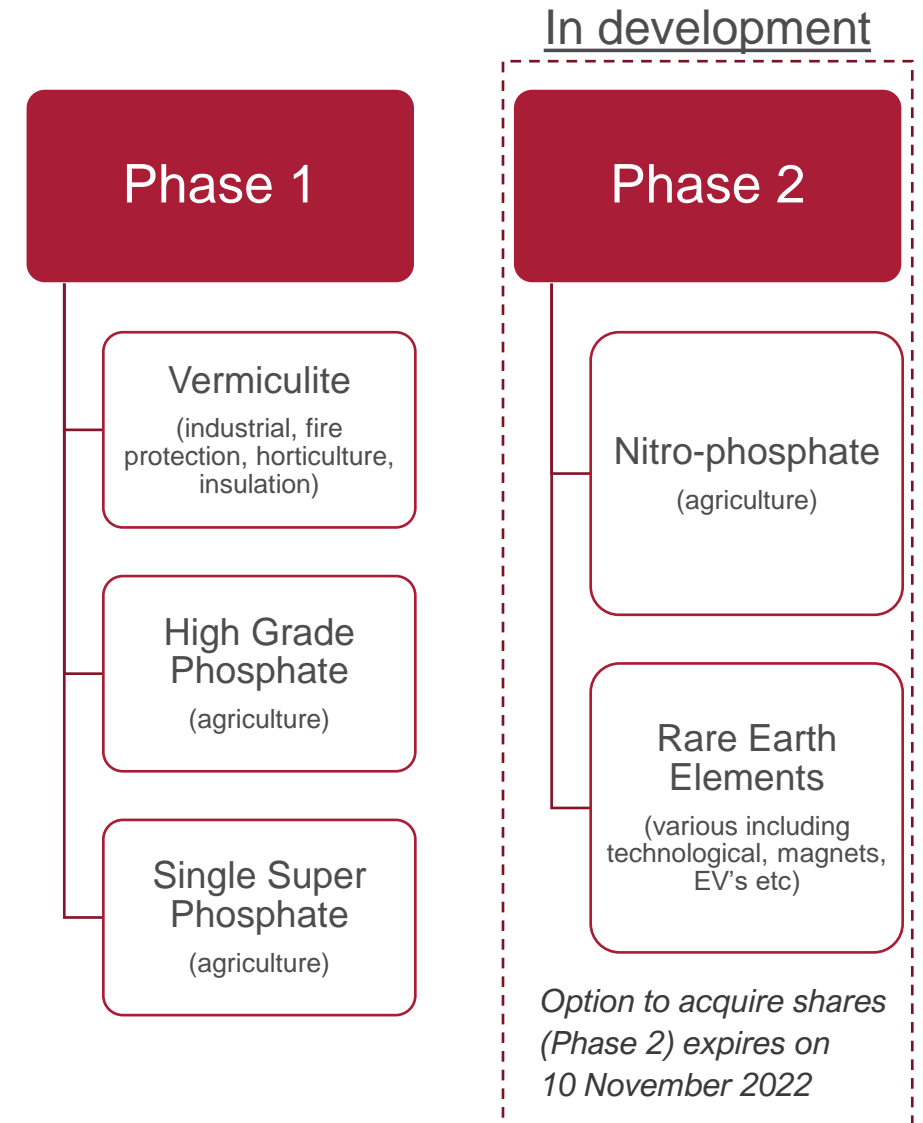 In development
Phase 1
Vermiculite
(industrial, fire
protection, horticulture,
insulation)
High Grade
Phosphate
(agriculture)
Single Super
Phosphate
(agriculture)
Phase 2
Nitro-phosphate
(agriculture)
Rare Earth
Elements
(various including
technological, magnets,
EV's etc)
Option to acquire shares
(Phase 2) expires on
10 November 2022